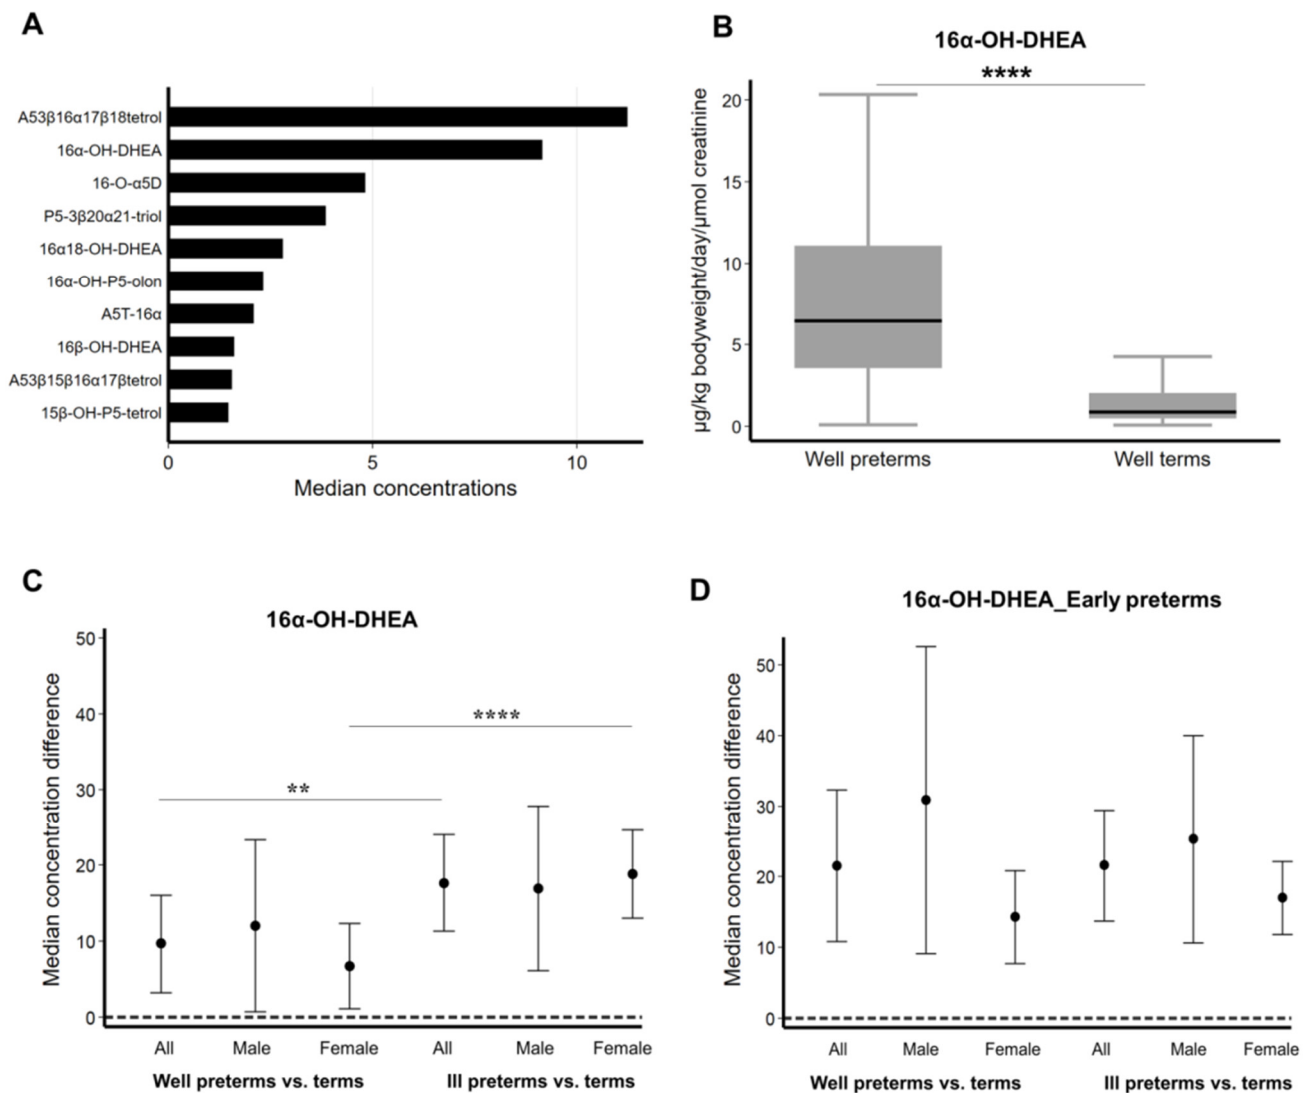 A
A53β16α17β18tetrol
16α-OH-DHEA
16-O-α5D
P5-3β20α21-triol
16α18-OH-DHEA
16α-OH-P5-olon
A5T-16α
16β-OH-DHEA
A53β15β16α17βtetrol
15β-OH-P5-tetrol
0 5 10
Median concentrations
B
16α-OH-DHEA
****
µg/kg bodyweight/day/µmol creatinine
20
15
10
5
0
Well preterms Well terms
C
16α-OH-DHEA
Median concentration difference
50
40
30
20
10
0
****
**
All Male Female All Male Female
Well preterms vs. terms Ill preterms vs. terms
D
16α-OH-DHEA_Early preterms
Median concentration difference
50
40
30
20
10
0
All Male Female All Male Female
Well preterms vs. terms Ill preterms vs. terms